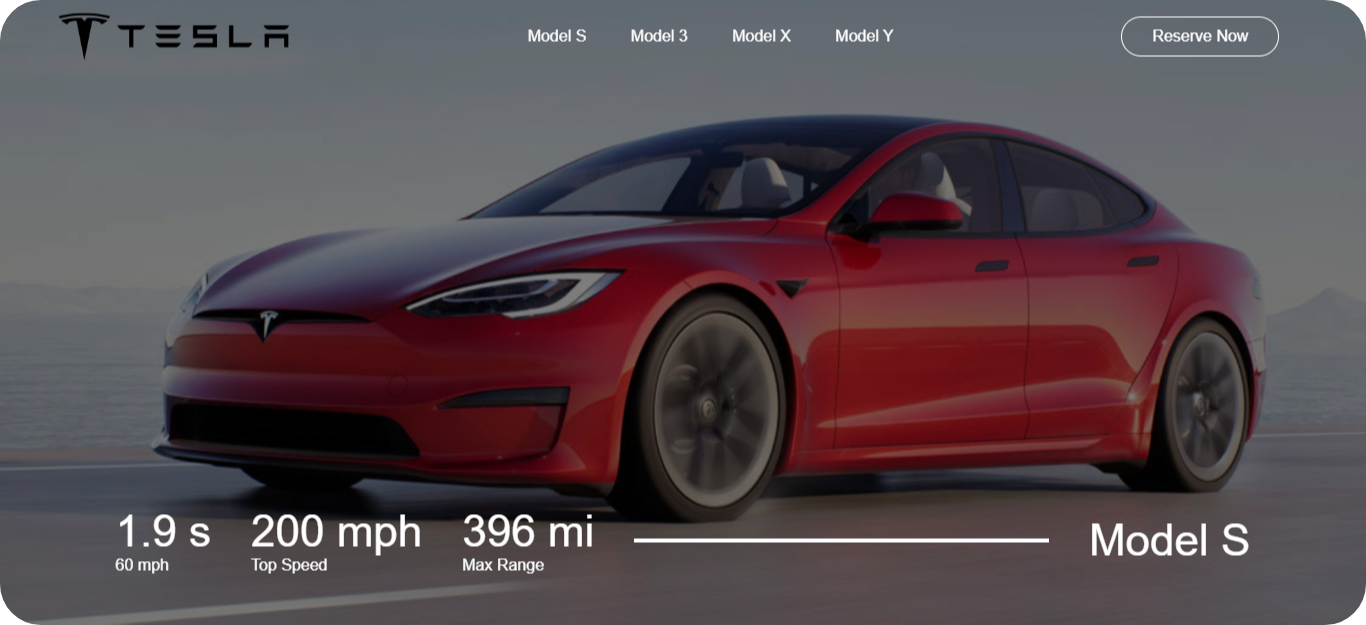 TESLA
Model S
Model 3
Model X
Model Y
Reserve Now
1.9 s
60 mph
200 mph
Top Speed
396 mi
Max Range
Model S